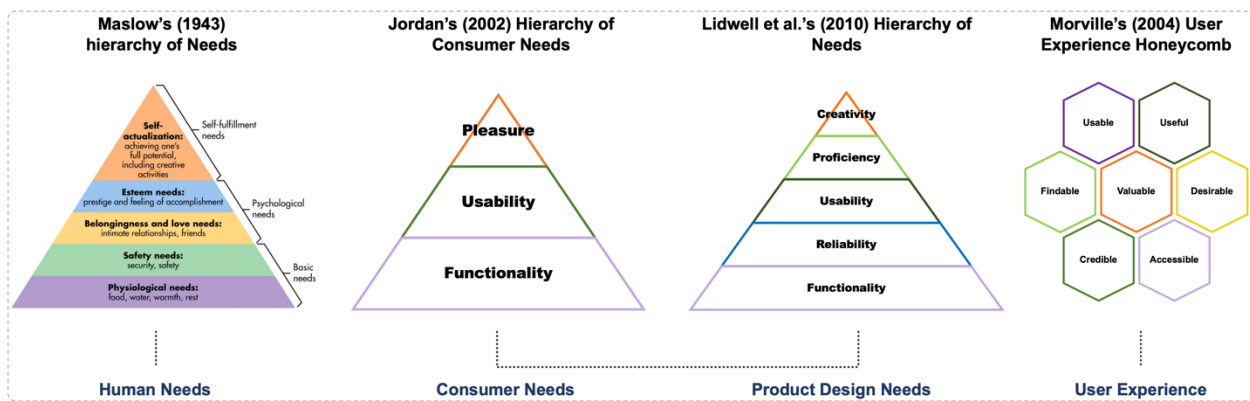 Maslow's (1943)
hierarchy of Needs
Self-
actualization:
achieving one's
full potential,
including creative
activities
Esteem needs:
prestige and feeling of accomplishment
Belongingness and love needs:
intimate relationships, friends
Safety needs:
security, safety
Physiological needs:
food, water, warmth, rest
Self-fulfillment
needs
Psychological
needs
Basic
needs
Human Needs
Jordan's (2002) Hierarchy of
Consumer Needs
Pleasure
Usability
Functionality
Consumer Needs
Lidwell et al.'s (2010) Hierarchy of
Needs
Creativity
Proficiency
Usability
Reliability
Functionality
Product Design Needs
Morville's (2004) User
Experience Honeycomb
Usable
Useful
Findable
Valuable
Desirable
Credible
Accessible
User Experience